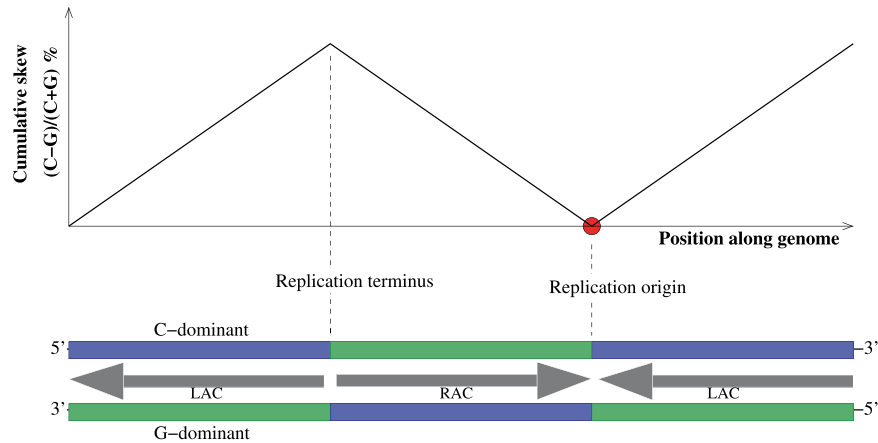 Cumulative skew
(C−G)/(C+G) %
Position along genome
Replication terminus
Replication origin
C−dominant
5’
3’
LAC
RAC
LAC
3’
5’
G−dominant